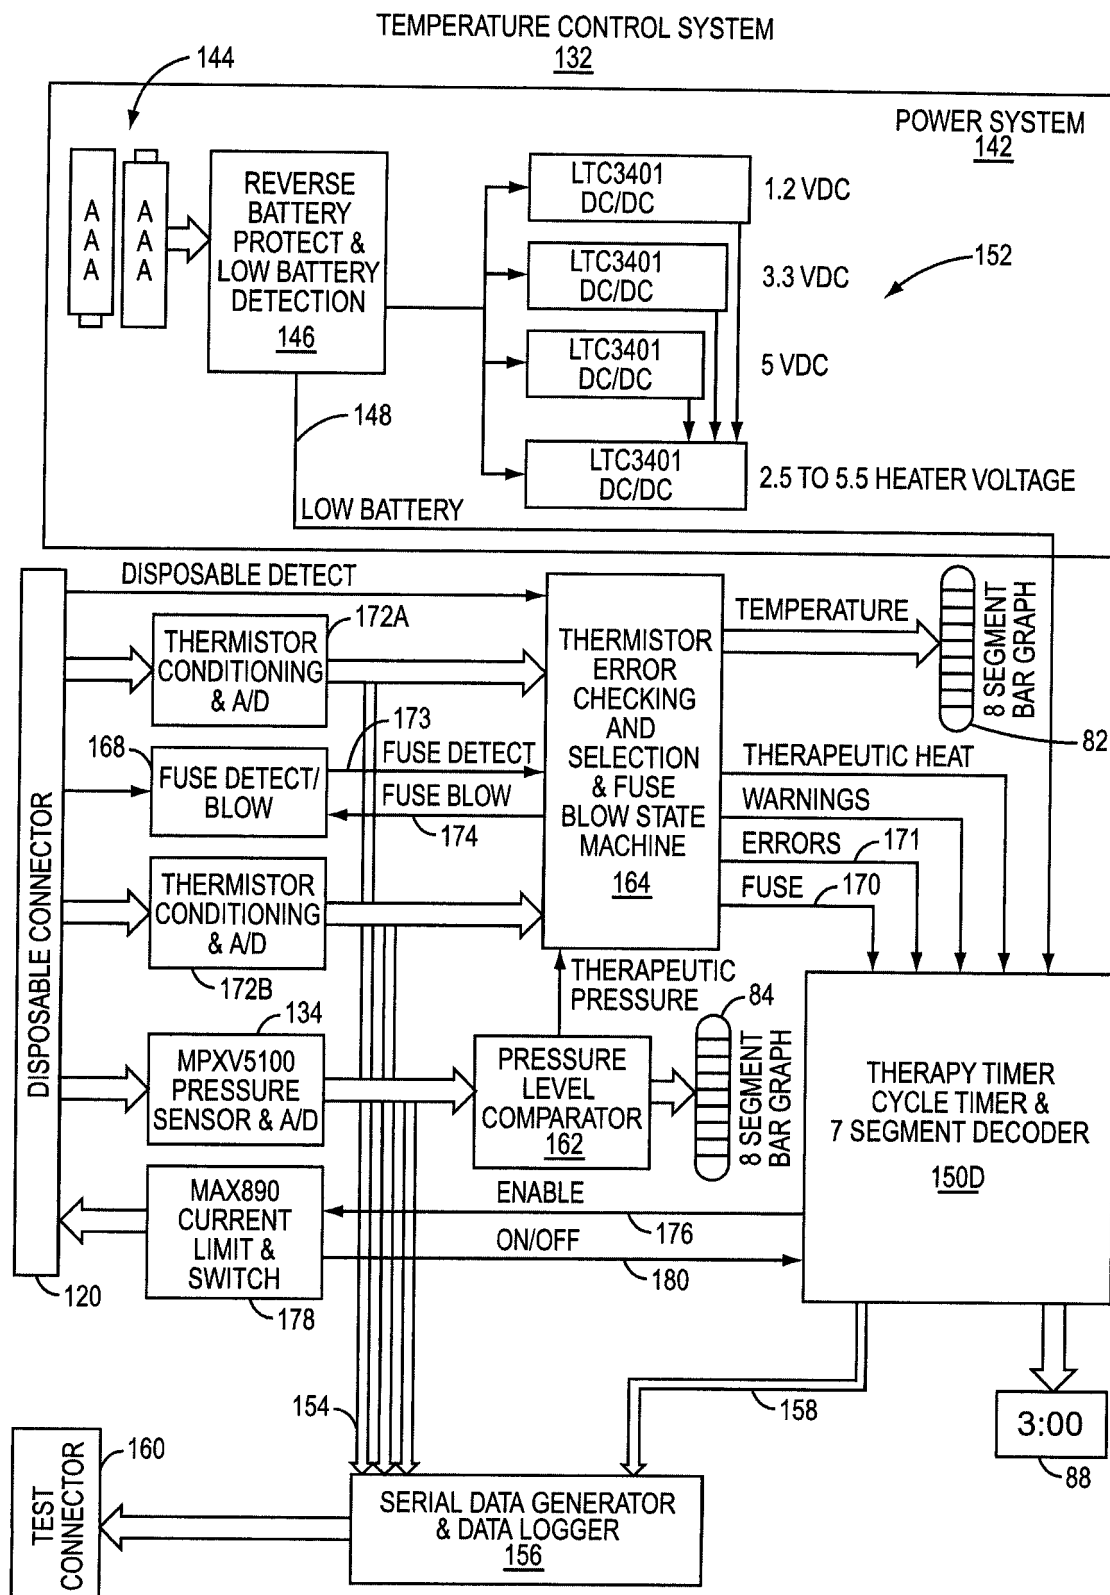 TEMPERATURE CONTROL SYSTEM
132
144
POWER SYSTEM
142
A
A
A
A
A
A
REVERSE
BATTERY
PROTECT &
LOW BATTERY
DETECTION
146
LTC3401
DC/DC
1.2 VDC
LTC3401
DC/DC
3.3 VDC
152
LTC3401
DC/DC
5 VDC
LTC3401
DC/DC
2.5 TO 5.5 HEATER VOLTAGE
148
LOW BATTERY
DISPOSABLE CONNECTOR
120
DISPOSABLE DETECT
THERMISTOR
CONDITIONING
& A/D
172A
168
FUSE DETECT/
BLOW
173
FUSE DETECT
FUSE BLOW
174
THERMISTOR
CONDITIONING
& A/D
172B
THERMISTOR
ERROR
CHECKING
AND
SELECTION
& FUSE
BLOW STATE
MACHINE
164
TEMPERATURE
8 SEGMENT
BAR GRAPH
82
THERAPEUTIC HEAT
WARNINGS
ERRORS
171
FUSE
170
134
MPXV5100
PRESSURE
SENSOR & A/D
THERAPEUTIC
PRESSURE
PRESSURE
LEVEL
COMPARATOR
162
84
8 SEGMENT
BAR GRAPH
THERAPY TIMER
CYCLE TIMER &
7 SEGMENT DECODER
150D
MAX890
CURRENT
LIMIT &
SWITCH
178
ENABLE
176
ON/OFF
180
154
158
3:00
88
TEST
CONNECTOR
160
SERIAL DATA GENERATOR
& DATA LOGGER
156